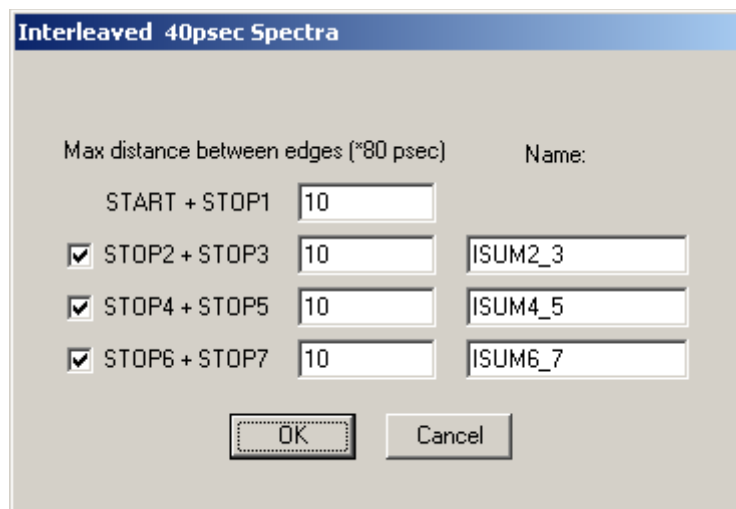 Interleaved 40psec Spectra
Max distance between edges (*80 psec) Name:
START + STOP1 10
STOP2 + STOP3 10 ISUM2_3
STOP4 + STOP5 10 ISUM4_5
STOP6 + STOP7 10 ISUM6_7
OK Cancel